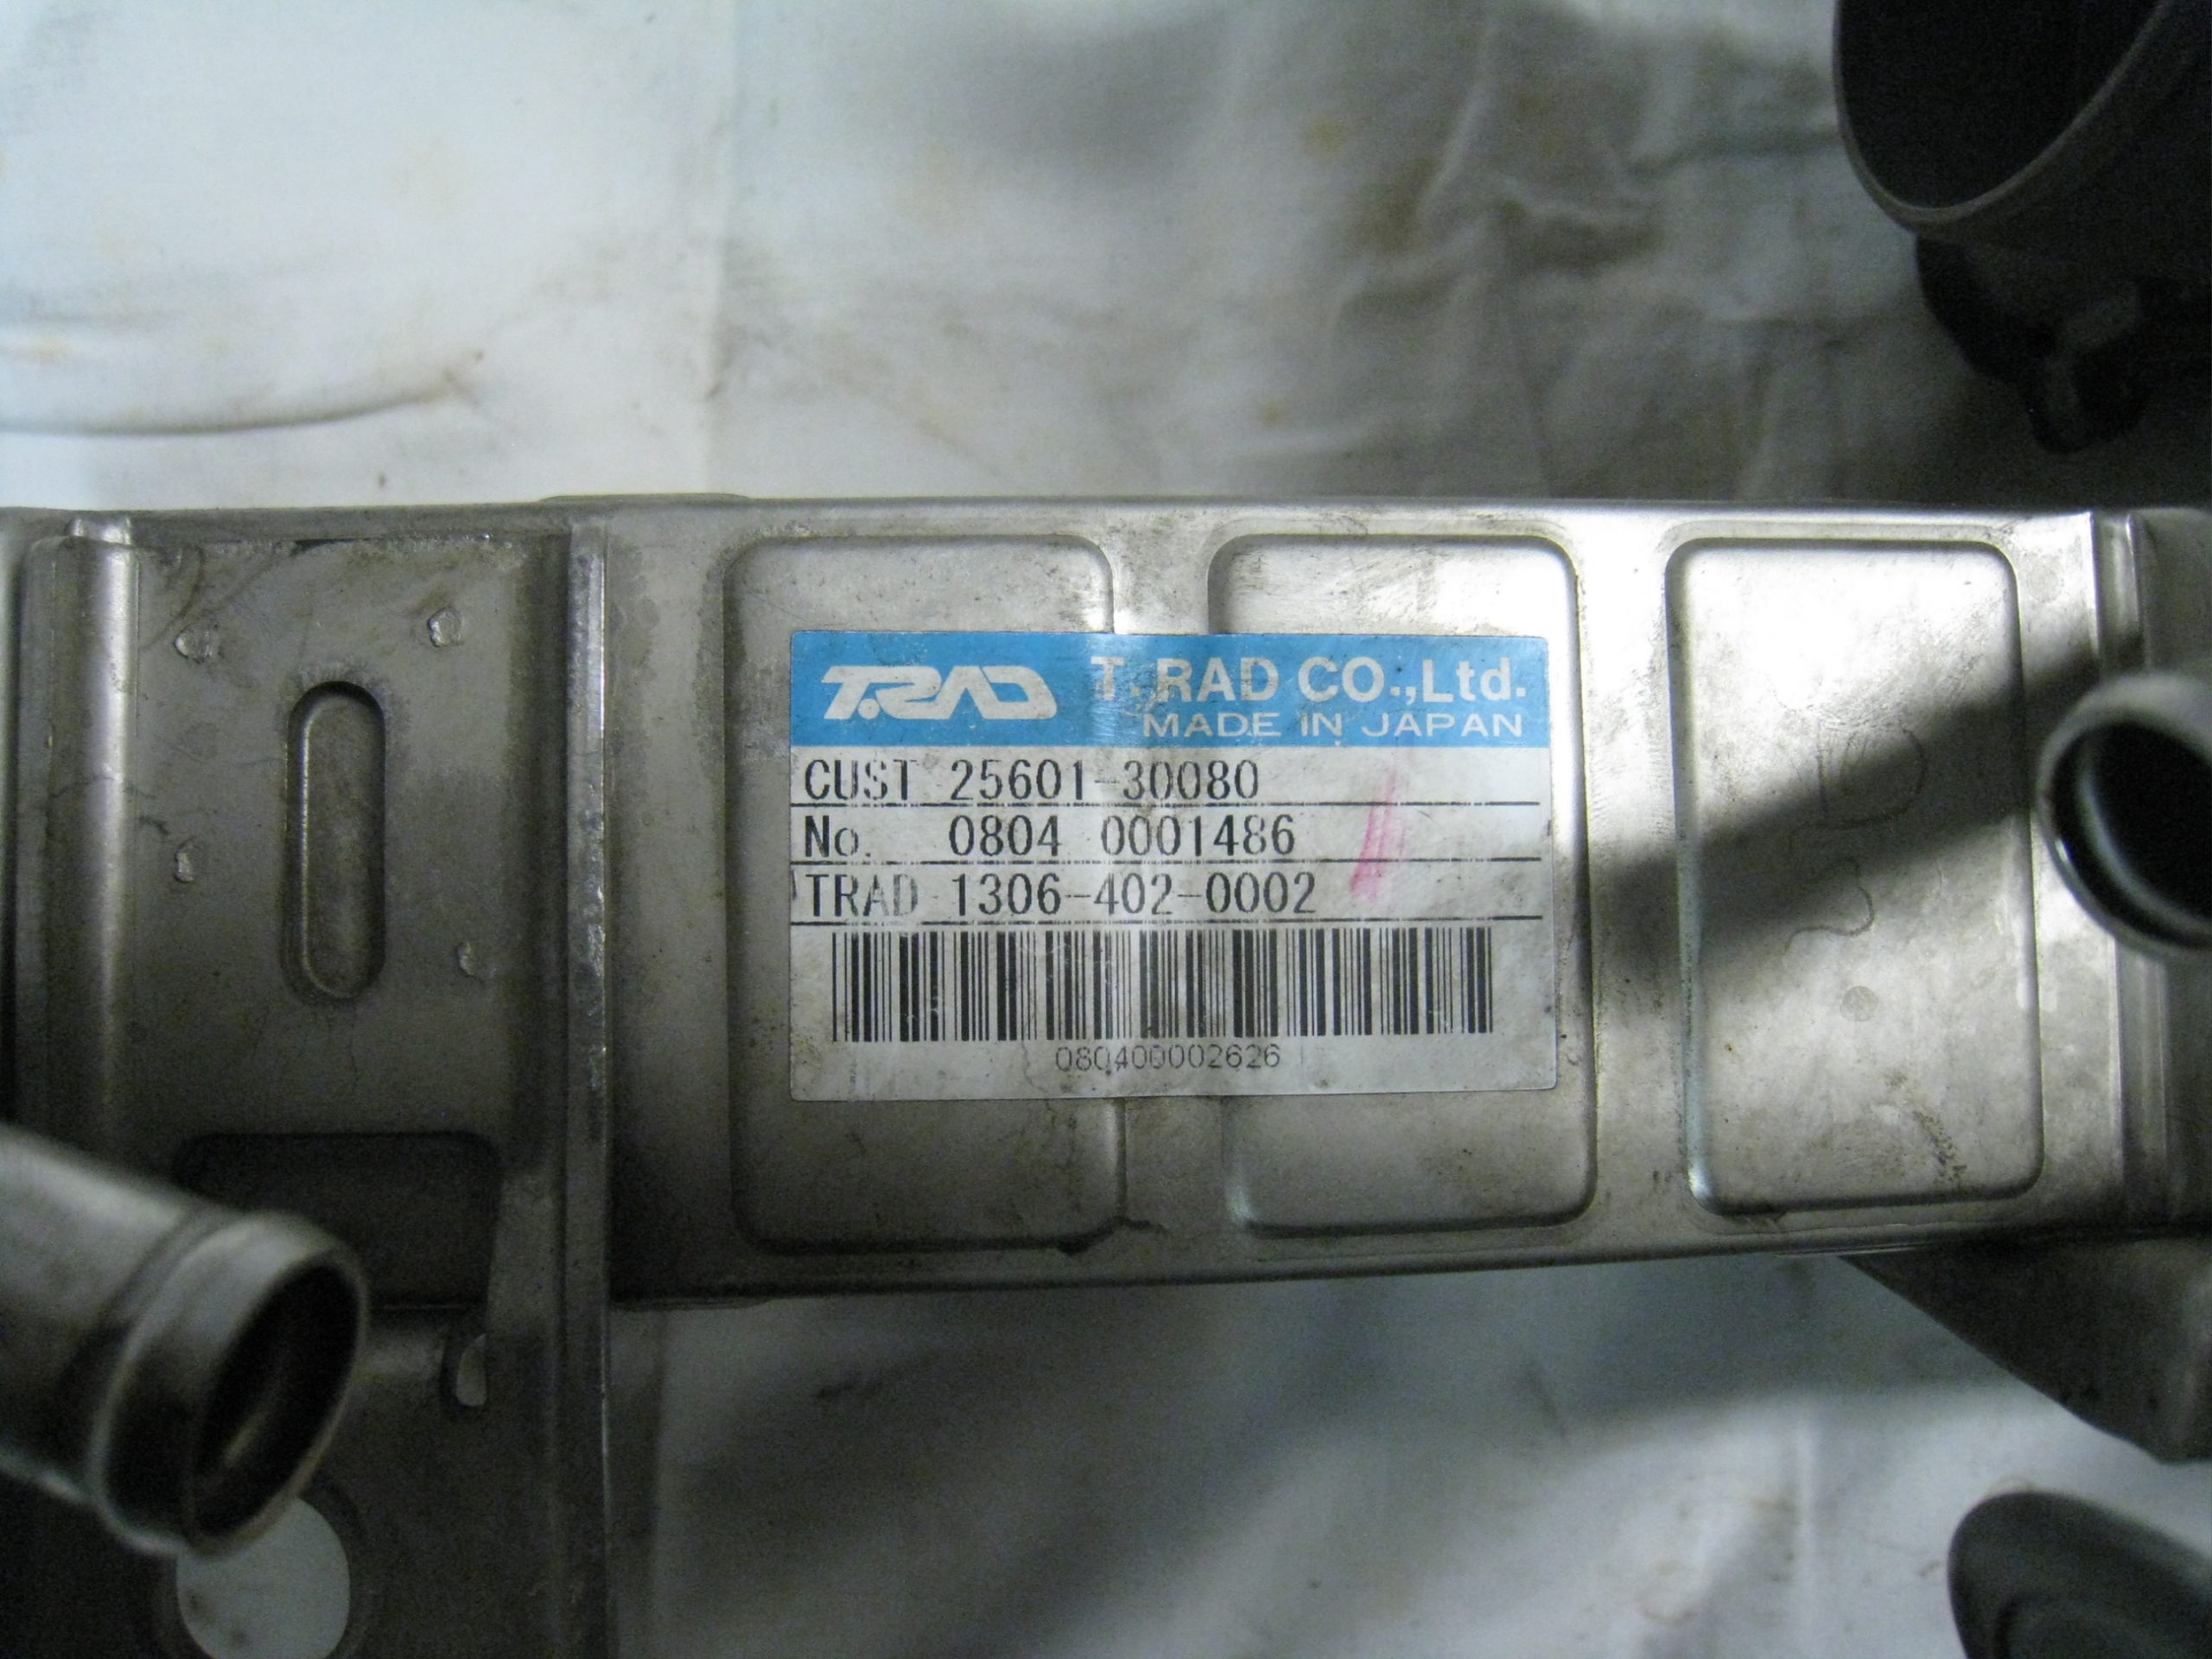 T.RAD T.RAD CO.,Ltd.
MADE IN JAPAN
CUST 25601-30080
No. 0804 0001486
TRAD 1306-402-0002
080400002626